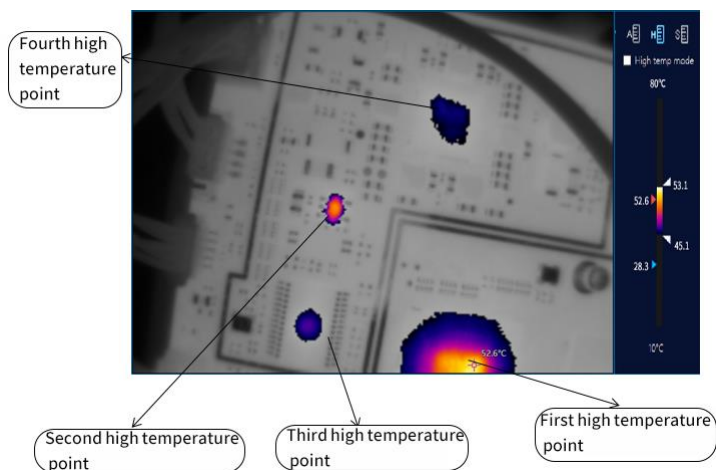 Fourth high
temperature
point
A
H
S
High temp mode
80℃
53.1
52.6
45.1
28.3
10℃
52.6℃
Second high temperature
point
Third high temperature
point
First high temperature
point